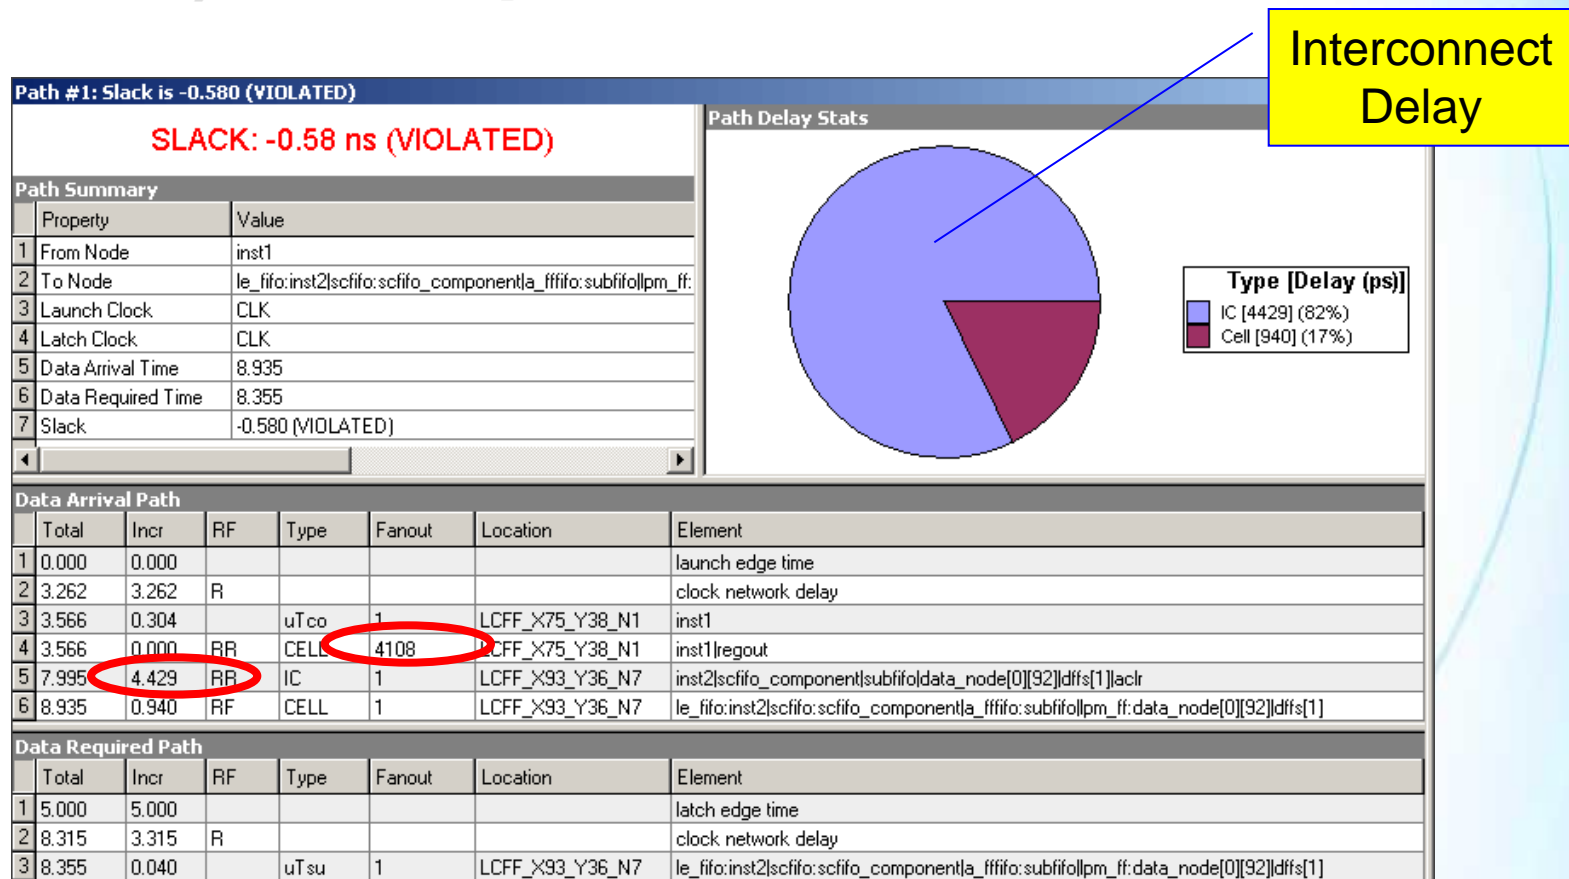 Interconnect
Delay
Path #1: Slack is -0.580 (VIOLATED)
SLACK: -0.58 ns (VIOLATED)
Path Summary
Property Value
1 From Node inst1
2 To Node le_fifo:inst2|scfifo:scfifo_component|a_fffifo:subfifo|lpm_ff:
3 Launch Clock CLK
4 Latch Clock CLK
5 Data Arrival Time 8.935
6 Data Required Time 8.355
7 Slack -0.580 (VIOLATED)
Path Delay Stats
Type [Delay (ps)]
IC [4429] (82%)
Cell [940] (17%)
Data Arrival Path
Total Incr RF Type Fanout Location Element
1 0.000 0.000 launch edge time
2 3.262 3.262 R clock network delay
3 3.566 0.304 uTco 1 LCFF_X75_Y38_N1 inst1
4 3.566 0.000 RR CELL 4108 LCFF_X75_Y38_N1 inst1|regout
5 7.995 4.429 RR IC 1 LCFF_X93_Y36_N7 inst2|scfifo_component|subfifo|data_node[0][92]|dffs[1]|aclr
6 8.935 0.940 RF CELL 1 LCFF_X93_Y36_N7 le_fifo:inst2|scfifo:scfifo_component|a_fffifo:subfifo|lpm_ff:data_node[0][92]|dffs[1]
Data Required Path
Total Incr RF Type Fanout Location Element
1 5.000 5.000 latch edge time
2 8.315 3.315 R clock network delay
3 8.355 0.040 uTsu 1 LCFF_X93_Y36_N7 le_fifo:inst2|scfifo:scfifo_component|a_fffifo:subfifo|lpm_ff:data_node[0][92]|dffs[1]